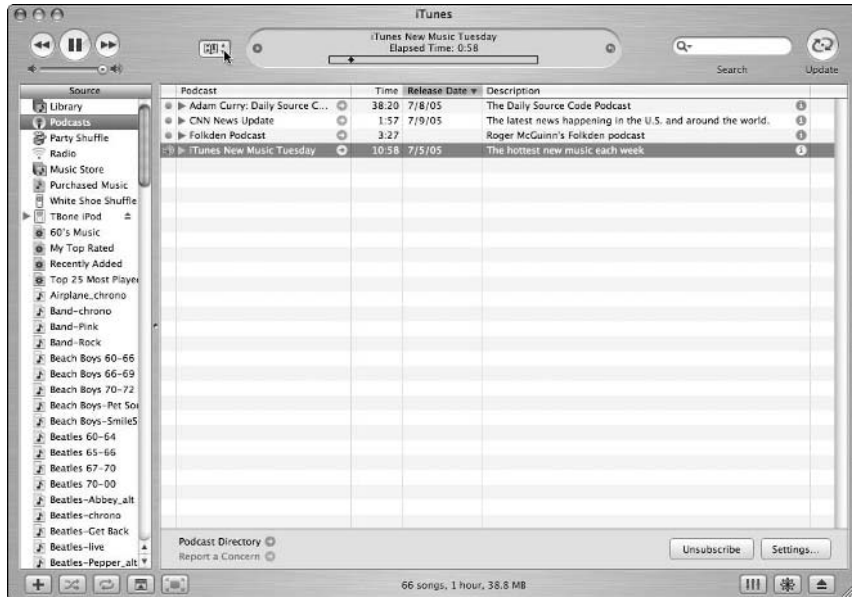 iTunes
iTunes New Music Tuesday
Elapsed Time: 0:58
Search
Update
Source
Library
Podcasts
Party Shuffle
Radio
Music Store
Purchased Music
White Shoe Shuffle
TBone iPod
60's Music
My Top Rated
Recently Added
Top 25 Most Played
Airplane_chrono
Band-chrono
Band-Pink
Band-Rock
Beach Boys 60-66
Beach Boys 66-69
Beach Boys 70-72
Beach Boys-Pet Sou
Beach Boys-SmileS
Beatles 60-64
Beatles 65-66
Beatles 67-70
Beatles 70-00
Beatles-Abbey_alt
Beatles-chrono
Beatles-Get Back
Beatles-live
Beatles-Pepper_alt
Podcast Time Release Date Description
Adam Curry: Daily Source C... 38:20 7/8/05 The Daily Source Code Podcast
CNN News Update 1:57 7/9/05 The latest news happening in the U.S. and around the world.
Folkden Podcast 3:27 Roger McGuinn's Folkden podcast
iTunes New Music Tuesday 10:58 7/5/05 The hottest new music each week
Podcast Directory
Report a Concern
Unsubscribe
Settings...
66 songs, 1 hour, 38.8 MB